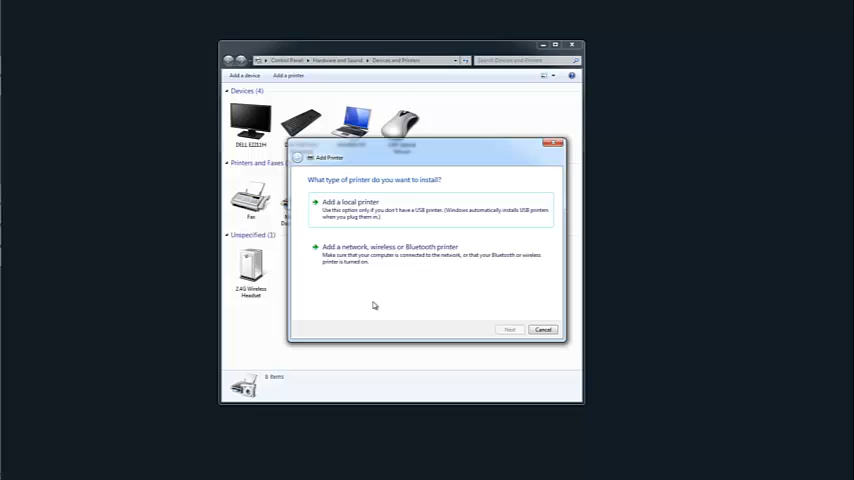 Control Panel Hardware and Sound Devices and Printers
Search Devices and Printers
Add a device Add a printer
Devices (4)
DELL E2211H
Add Printer
What type of printer do you want to install?
Printers and Faxes
Add a local printer
Use this option only if you don't have a USB printer. (Windows automatically installs USB printers
when you plug them in.)
Fax
Unspecified (1)
Add a network, wireless or Bluetooth printer
Make sure that your computer is connected to the network, or that your Bluetooth or wireless
printer is turned on.
2.4G Wireless
Headset
Next Cancel
8 items